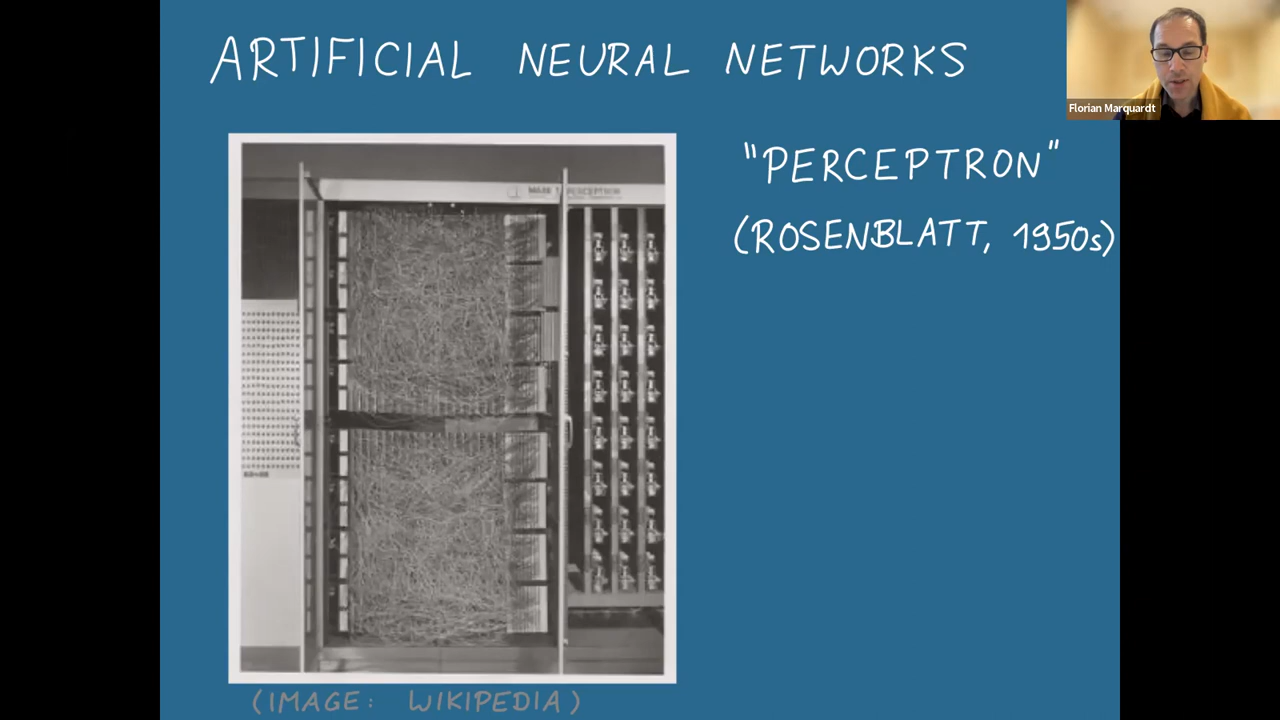 ARTIFICIAL NEURAL NETWORKS
Florian Marquardt
"PERCEPTRON"
(ROSENBLATT, 1950s)
MARK I PERCEPTRON
(IMAGE: WIKIPEDIA)